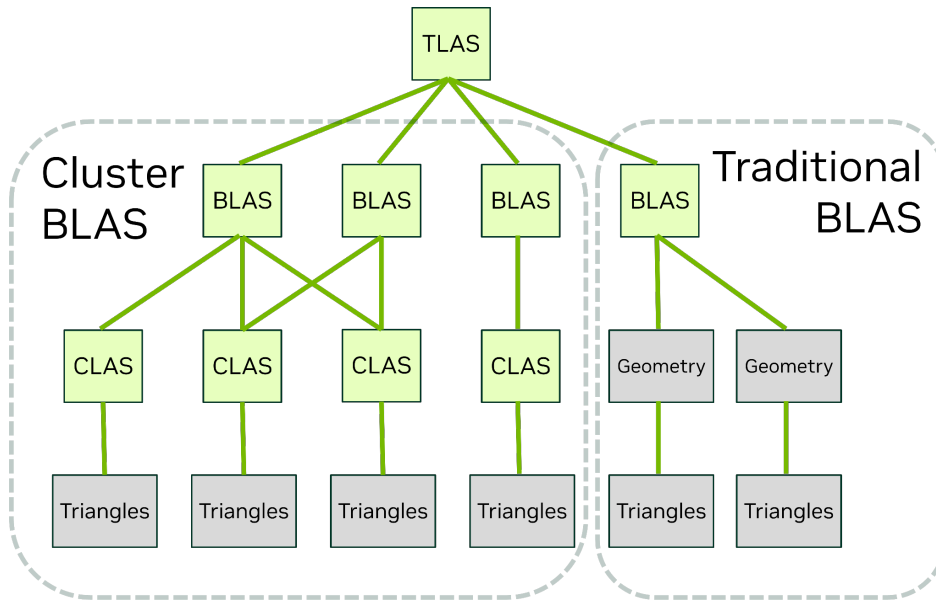 TLAS
Cluster
BLAS
Traditional
BLAS
BLAS
BLAS
BLAS
BLAS
CLAS
CLAS
CLAS
CLAS
Geometry
Geometry
Triangles
Triangles
Triangles
Triangles
Triangles
Triangles